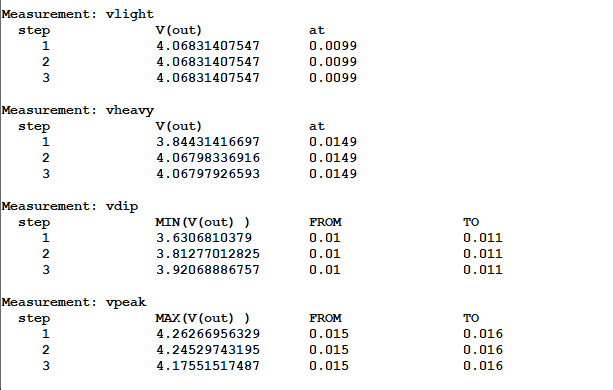 Measurement: vlight
step V(out) at
1 4.06831407547 0.0099
2 4.06831407547 0.0099
3 4.06831407547 0.0099
Measurement: vheavy
step V(out) at
1 3.84431416697 0.0149
2 4.06798336916 0.0149
3 4.06797926593 0.0149
Measurement: vdip
step MIN(V(out) ) FROM TO
1 3.6306810379 0.01 0.011
2 3.81277012825 0.01 0.011
3 3.92068886757 0.01 0.011
Measurement: vpeak
step MAX(V(out) ) FROM TO
1 4.26266956329 0.015 0.016
2 4.24529743195 0.015 0.016
3 4.17551517487 0.015 0.016